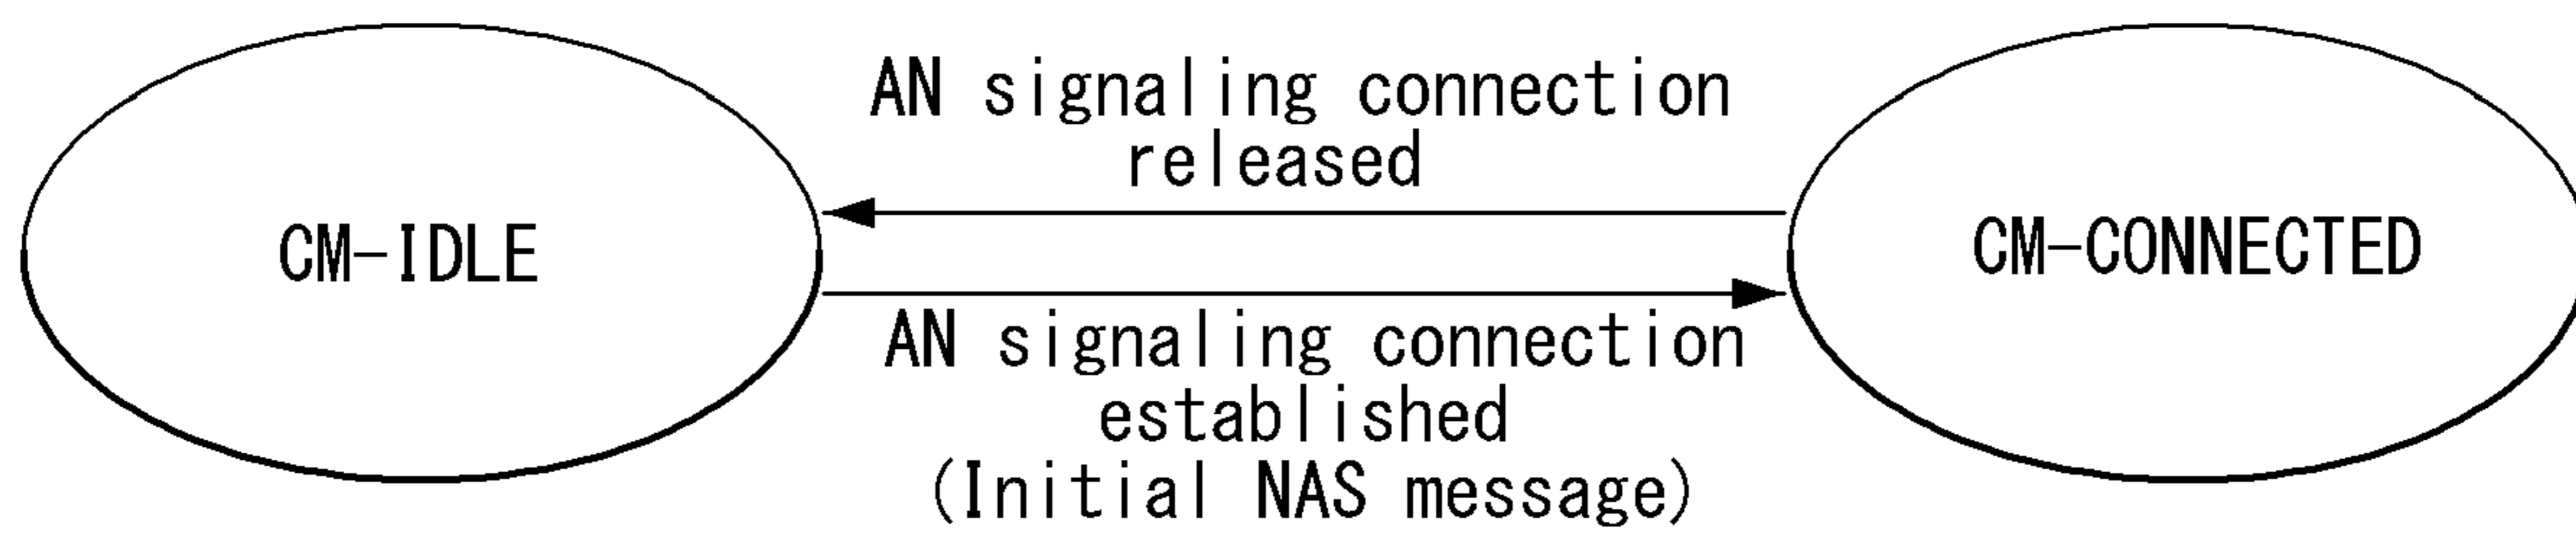 CM-IDLE
AN signaling connection
released
AN signaling connection
established
(Initial NAS message)
CM-CONNECTED